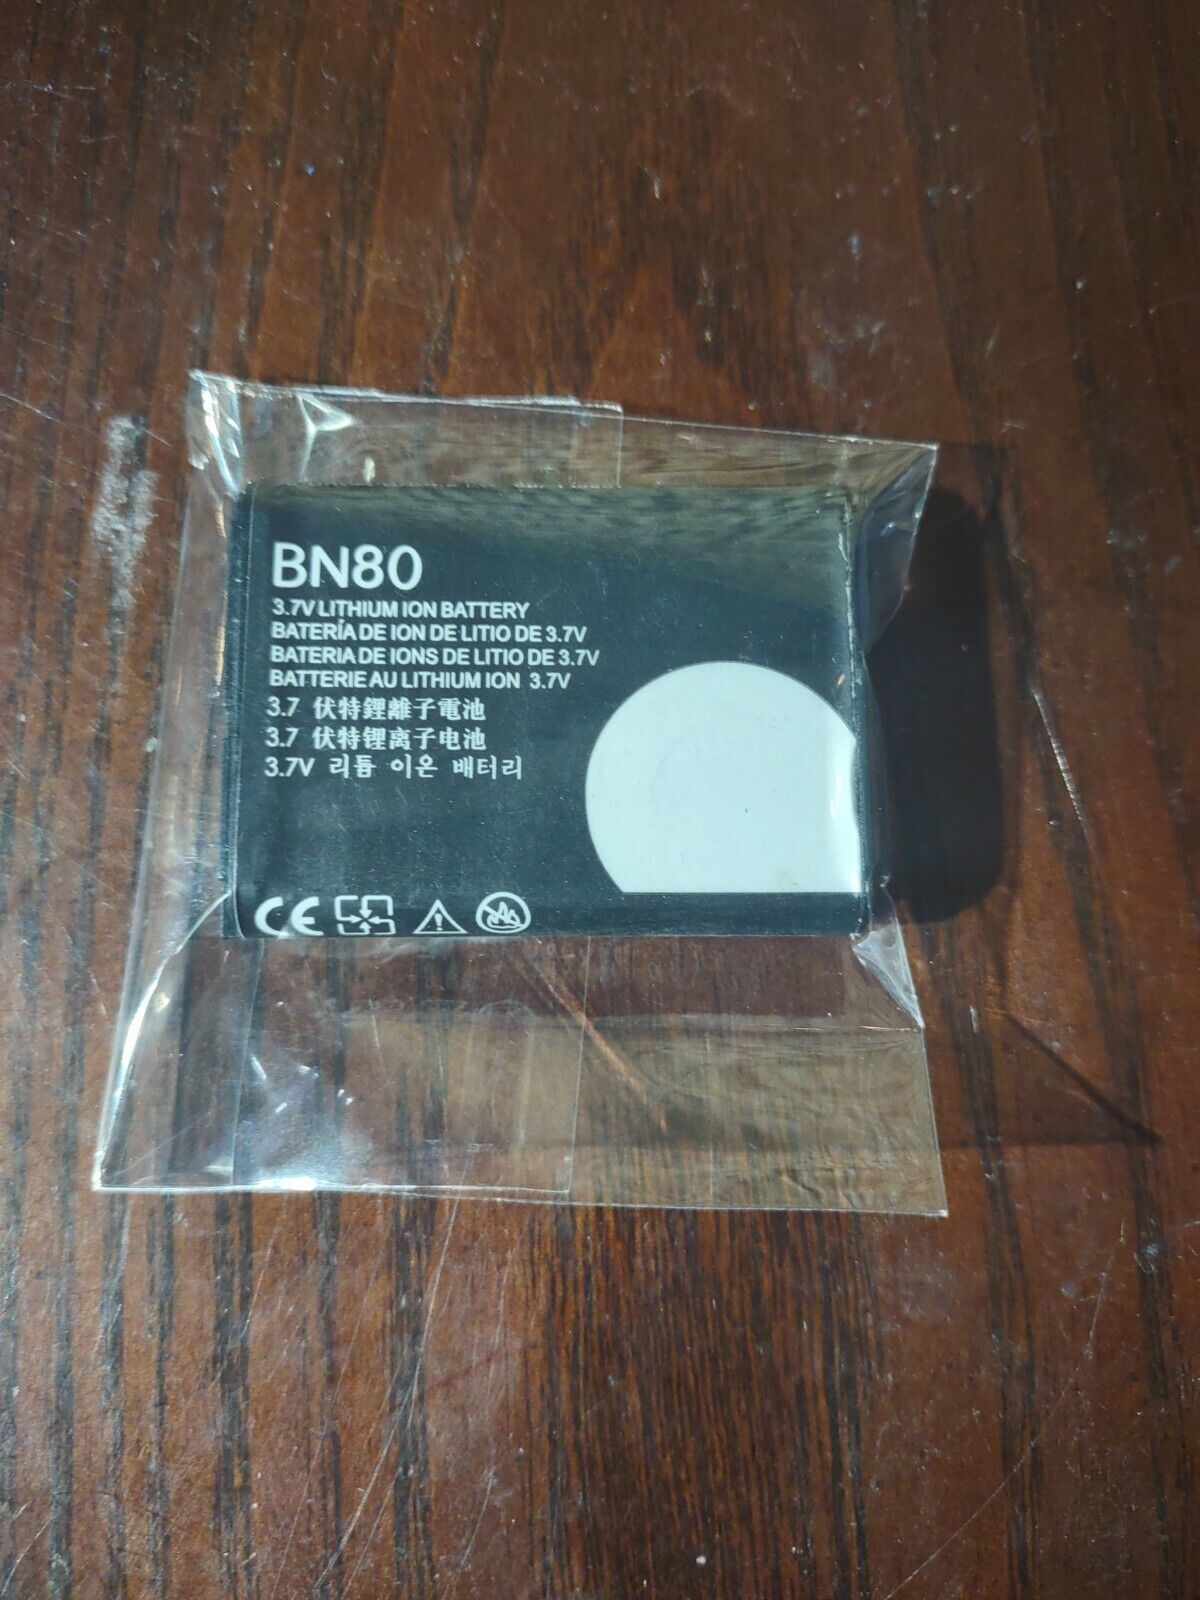 BN80
3.7V LITHIUM ION BATTERY
BATERÍA DE ION DE LITIO DE 3.7V
BATERIA DE IONS DE LITIO DE 3.7V
BATTERIE AU LITHIUM ION 3.7V
3.7 伏特鋰離子電池
3.7 伏特锂离子电池
3.7V 리튬 이온 배터리
CE